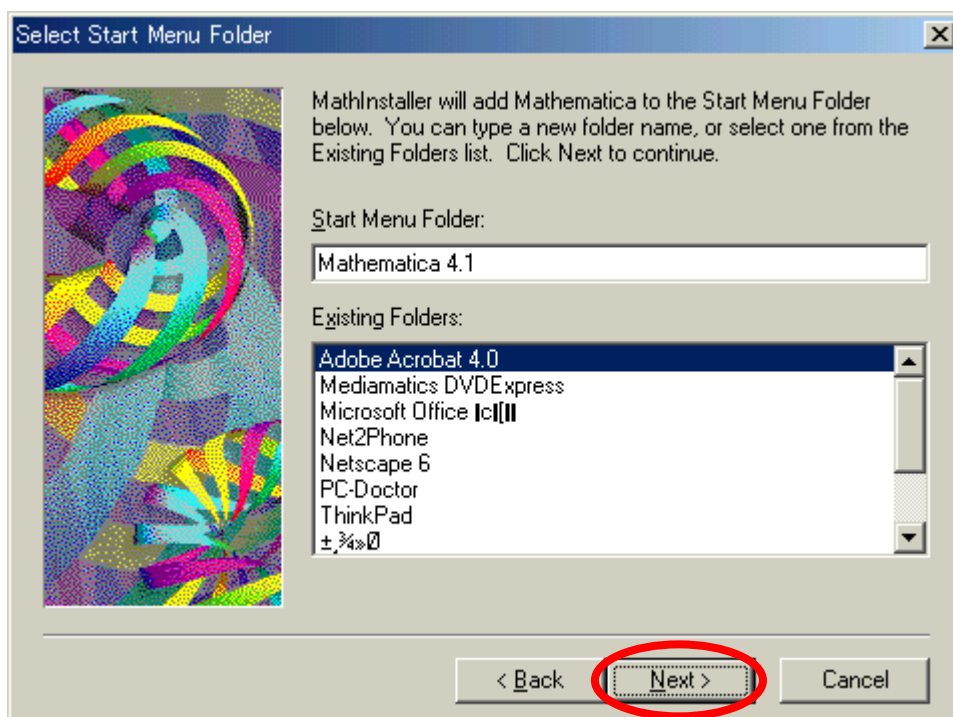 Select Start Menu Folder
MathInstaller will add Mathematica to the Start Menu Folder
below. You can type a new folder name, or select one from the
Existing Folders list. Click Next to continue.
Start Menu Folder:
Mathematica 4.1
Existing Folders:
Adobe Acrobat 4.0
Mediamatics DVDExpress
Microsoft Office
Net2Phone
Netscape 6
PC-Doctor
ThinkPad
< Back Next > Cancel